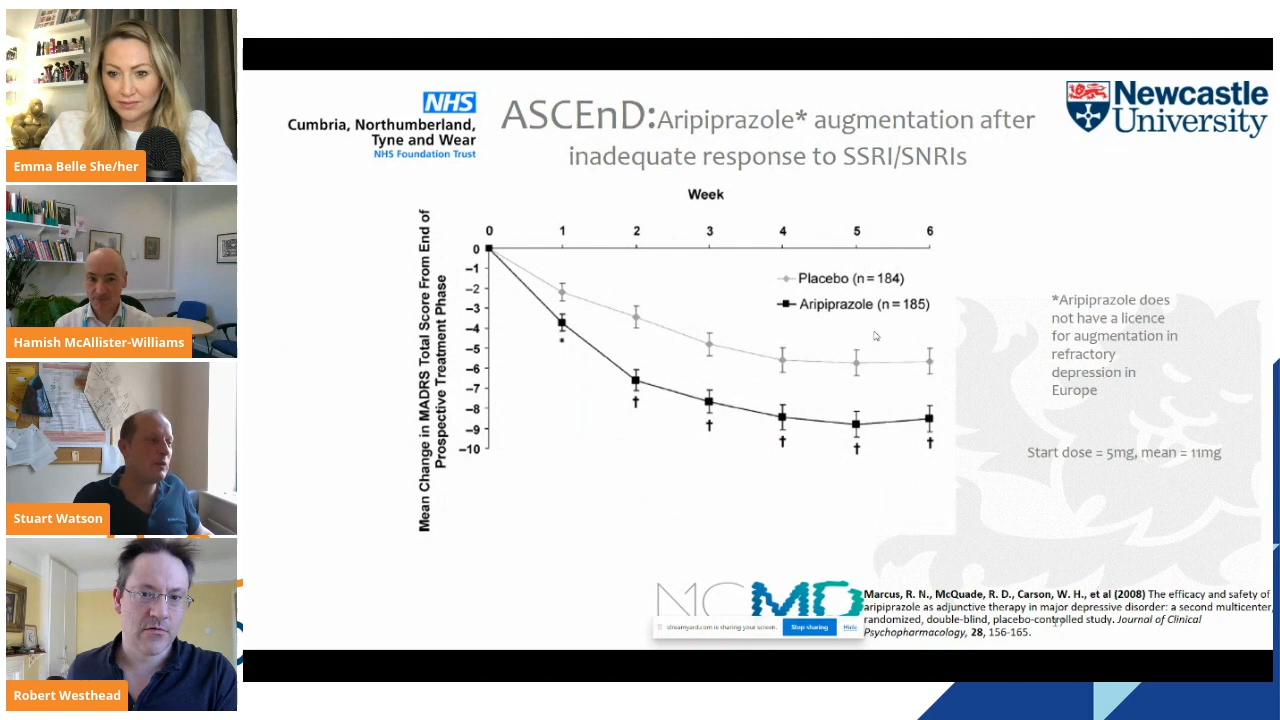 Emma Belle She/her
Hamish McAllister-Williams
Stuart Watson
Robert Westhead
NHS
Cumbria, Northumberland,
Tyne and Wear
NHS Foundation Trust
ASCEnD:Aripiprazole* augmentation after
inadequate response to SSRI/SNRIs
Newcastle
University
Week
0 1 2 3 4 5 6
Mean Change in MADRS Total Score From End of
Prospective Treatment Phase
0
−1
−2
−3
−4
−5
−6
−7
−8
−9
−10
Placebo (n = 184)
Aripiprazole (n = 185)
*
†
†
†
†
†
*Aripiprazole does
not have a licence
for augmentation in
refractory
depression in
Europe
Start dose = 5mg, mean = 11mg
streamyard.com is sharing your screen.
Stop sharing
Hide
Marcus, R. N., McQuade, R. D., Carson, W. H., et al (2008) The efficacy and safety of
aripiprazole as adjunctive therapy in major depressive disorder: a second multicenter,
randomized, double-blind, placebo-controlled study. Journal of Clinical
Psychopharmacology, 28, 156-165.